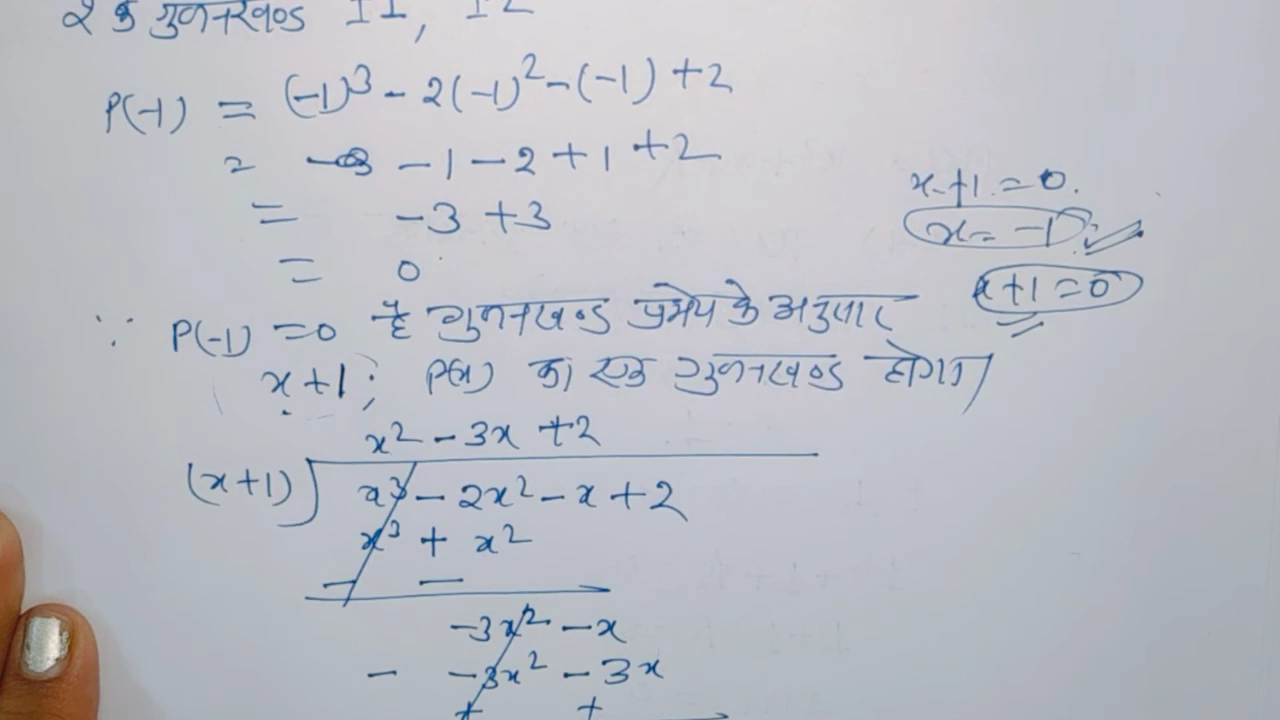 2 के गुणनखण्ड ±1, ±2
P(-1) = (-1)³ - 2(-1)² - (-1) + 2
= - 1 - 2 + 1 + 2
= -3 + 3
= 0
x + 1 = 0.
x = -1
x + 1 = 0
∵ P(-1) = 0 है गुणनखण्ड प्रमेय के अनुसार
x + 1; P(x) का एक गुणनखण्ड होगा
x² - 3x + 2
(x+1) x³ - 2x² - x + 2
x³ + x²
- -
-3x² - x
- -3x² - 3x
+ +